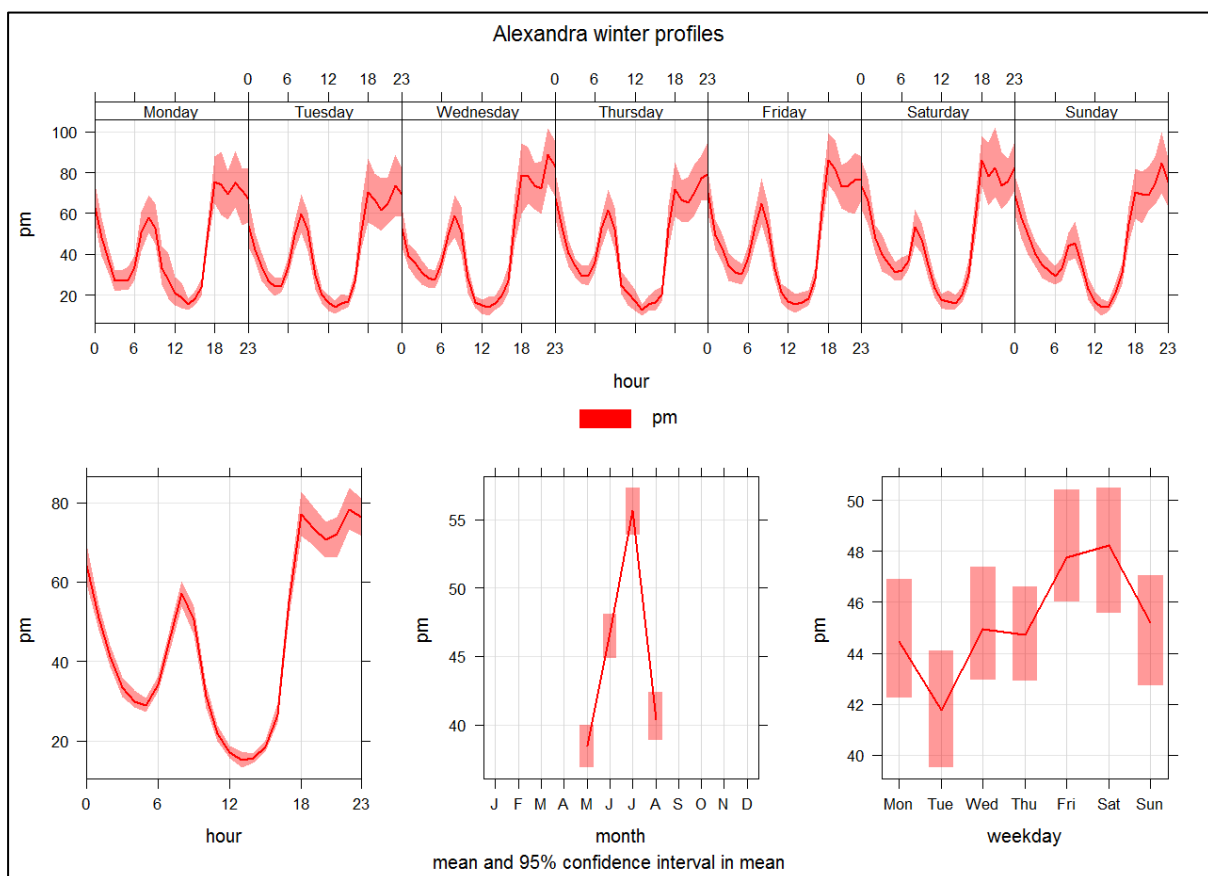 Alexandra winter profiles
0 6 12 18 23 0 6 12 18 23 0 6 12 18 23
Monday Tuesday Wednesday Thursday Friday Saturday Sunday
100
80
60
40
20
pm
0 6 12 18 23 0 6 12 18 23 0 6 12 18 23 0 6 12 18 23
hour
pm
80
60
40
20
pm
0 6 12 18 23
hour
55
50
45
40
pm
J F M A M J J A S O N D
month
50
48
46
44
42
40
pm
Mon Tue Wed Thu Fri Sat Sun
weekday
mean and 95% confidence interval in mean